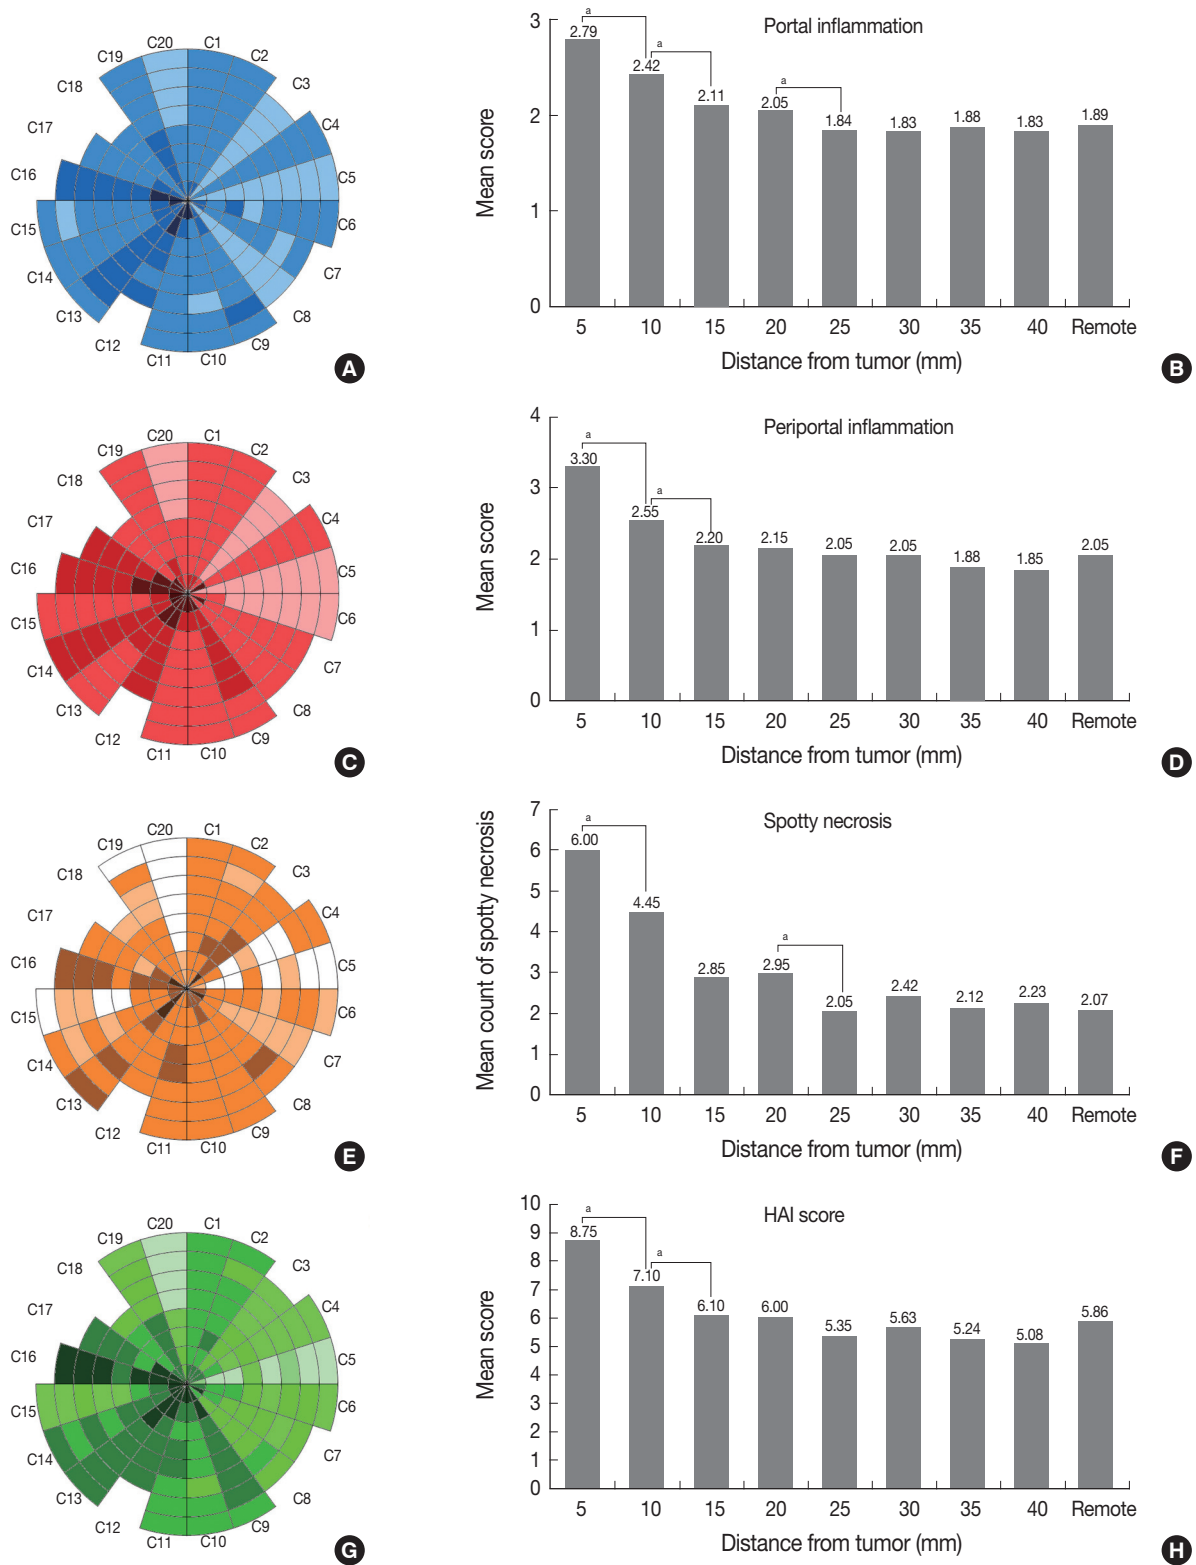 C20 C1
C19 C2
C18 C3
C17 C4
C16 C5
C15 C6
C14 C7
C13 C8
C12 C9
C11 C10
A
Portal inflammation
Mean score
3
2
1
0
a
a
a
2.79
2.42
2.11
2.05
1.84
1.83
1.88
1.83
1.89
5 10 15 20 25 30 35 40 Remote
Distance from tumor (mm)
B
C20 C1
C19 C2
C18 C3
C17 C4
C16 C5
C15 C6
C14 C7
C13 C8
C12 C9
C11 C10
C
Periportal inflammation
Mean score
4
3
2
1
0
a
a
3.30
2.55
2.20
2.15
2.05
2.05
1.88
1.85
2.05
5 10 15 20 25 30 35 40 Remote
Distance from tumor (mm)
D
C20 C1
C19 C2
C18 C3
C17 C4
C16 C5
C15 C6
C14 C7
C13 C8
C12 C9
C11 C10
E
Spotty necrosis
Mean count of spotty necrosis
7
6
5
4
3
2
1
0
a
a
6.00
4.45
2.85
2.95
2.05
2.42
2.12
2.23
2.07
5 10 15 20 25 30 35 40 Remote
Distance from tumor (mm)
F
C20 C1
C19 C2
C18 C3
C17 C4
C16 C5
C15 C6
C14 C7
C13 C8
C12 C9
C11 C10
G
HAI score
Mean score
10
9
8
7
6
5
4
3
2
1
0
a
a
8.75
7.10
6.10
6.00
5.35
5.63
5.24
5.08
5.86
5 10 15 20 25 30 35 40 Remote
Distance from tumor (mm)
H